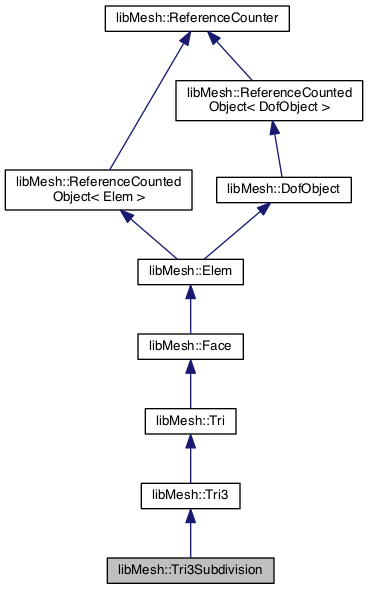 libMesh::ReferenceCounter
libMesh::ReferenceCounted
Object< DofObject >
libMesh::ReferenceCounted
Object< Elem >
libMesh::DofObject
libMesh::Elem
libMesh::Face
libMesh::Tri
libMesh::Tri3
libMesh::Tri3Subdivision